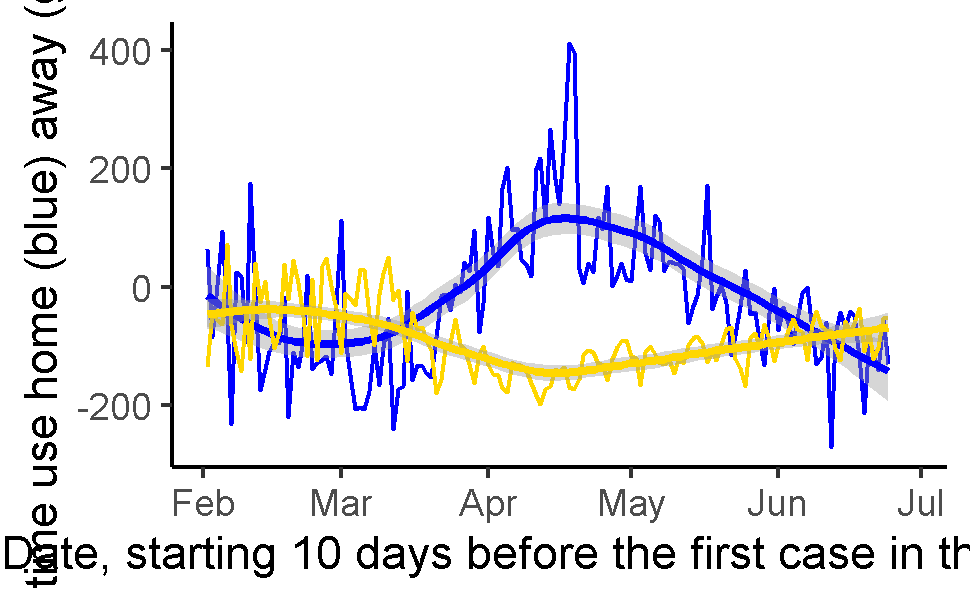 time use home (blue) away (
400
200
0
-200
Feb Mar Apr May Jun Jul
Date, starting 10 days before the first case in th